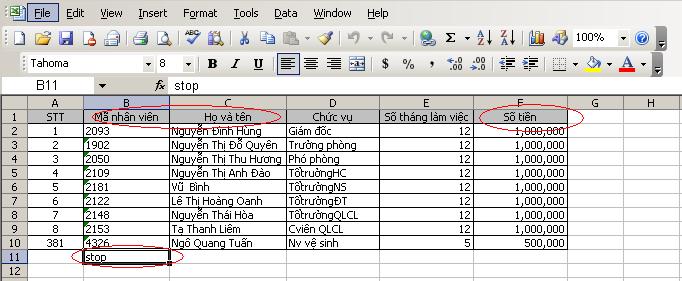 File Edit View Insert Format Tools Data Window Help
100%
Tahoma 8 B I U $ % , .00
B11 fx stop
A B C D E F G H
1 STT Mã nhân viên Họ và tên Chức vụ Số tháng làm việc Số tiền
2 1 2093 Nguyễn Đình Hùng Giám đốc 12 1,000,000
3 2 1902 Nguyễn Thị Đỗ Quyên Trưởng phòng 12 1,000,000
4 3 2050 Nguyễn Thị Thu Hương Phó phòng 12 1,000,000
5 4 2109 Nguyễn Thị Anh Đào TổtrưởngHC 12 1,000,000
6 5 2181 Vũ Bình TổtrưởngNS 12 1,000,000
7 6 2122 Lê Thị Hoàng Oanh TổtrưởngĐT 12 1,000,000
8 7 2148 Nguyễn Thái Hòa TổtrưởngQLCL 12 1,000,000
9 8 2153 Tạ Thanh Liêm Cviên QLCL 12 1,000,000
10 381 4326 Ngô Quang Tuấn Nv vệ sinh 5 500,000
11 stop
12